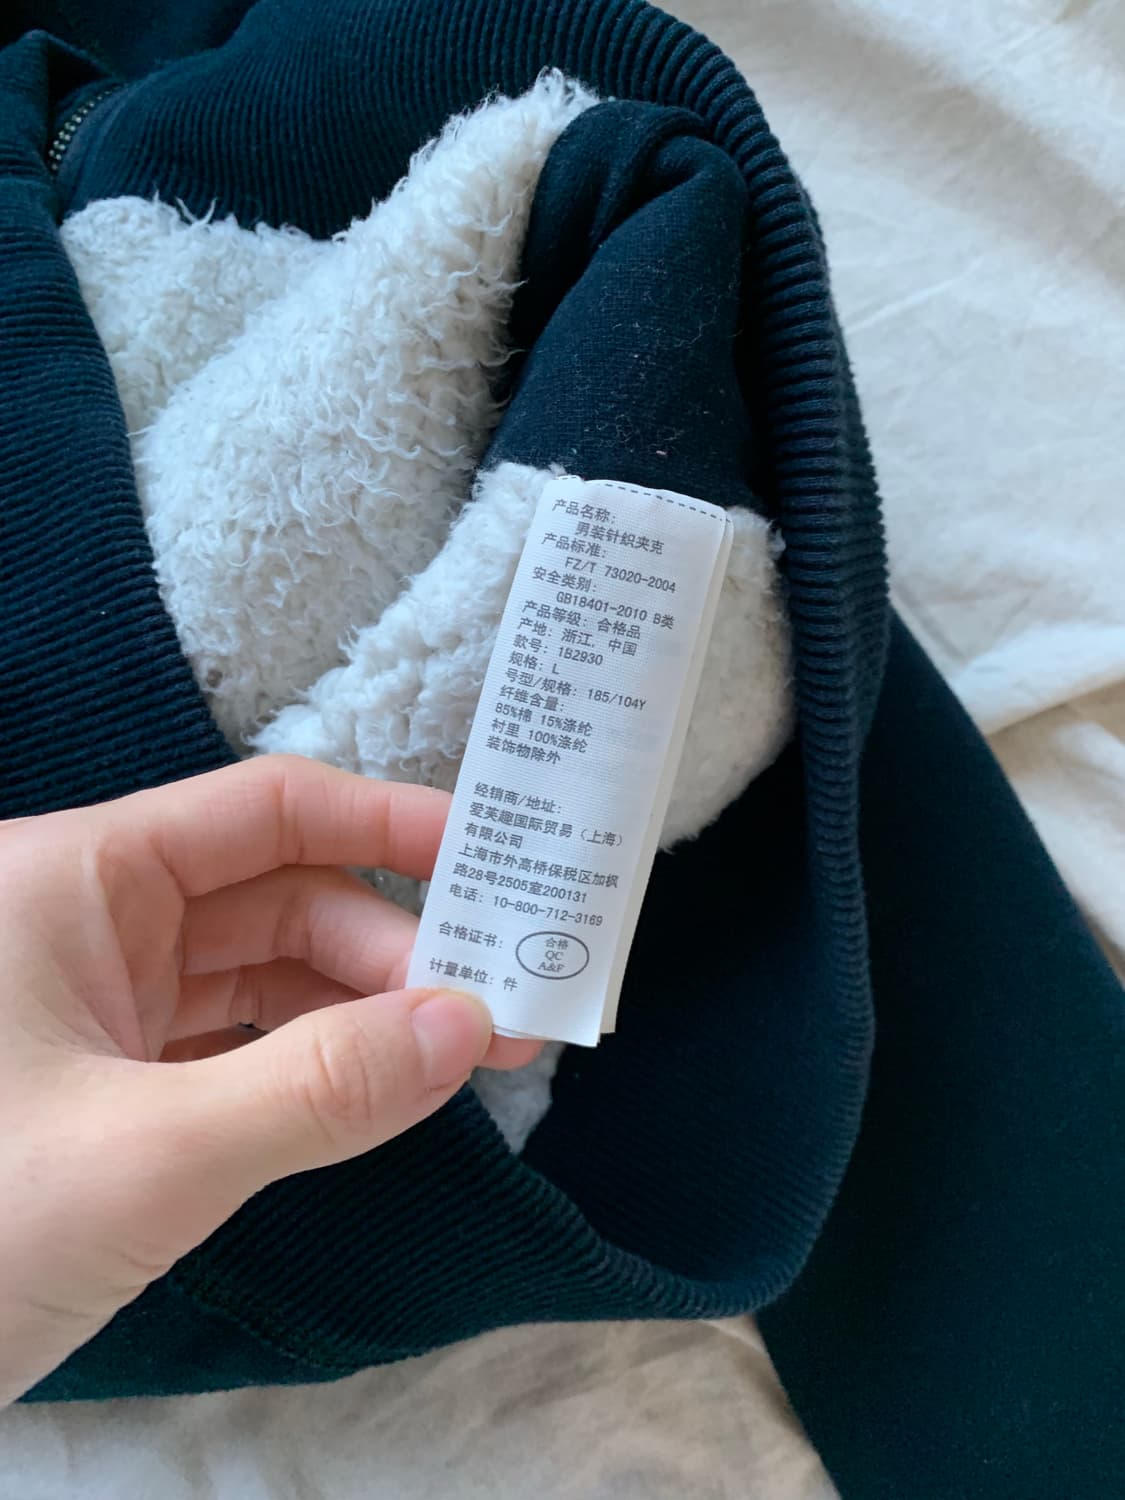 产品名称：
男装针织夹克
产品标准：
FZ/T 73020-2004
安全类别：
GB18401-2010 B类
产品等级：合格品
产地：浙江，中国
款号：1B2930
规格：L
号型/规格：185/104Y
纤维含量：
85%棉 15%涤纶
衬里 100%涤纶
装饰物除外
经销商/地址：
爱芙趣国际贸易（上海）
有限公司
上海市外高桥保税区加枫
路28号2505室200131
电话：10-800-712-3169
合格证书：
合格
QC
A&F
计量单位：件